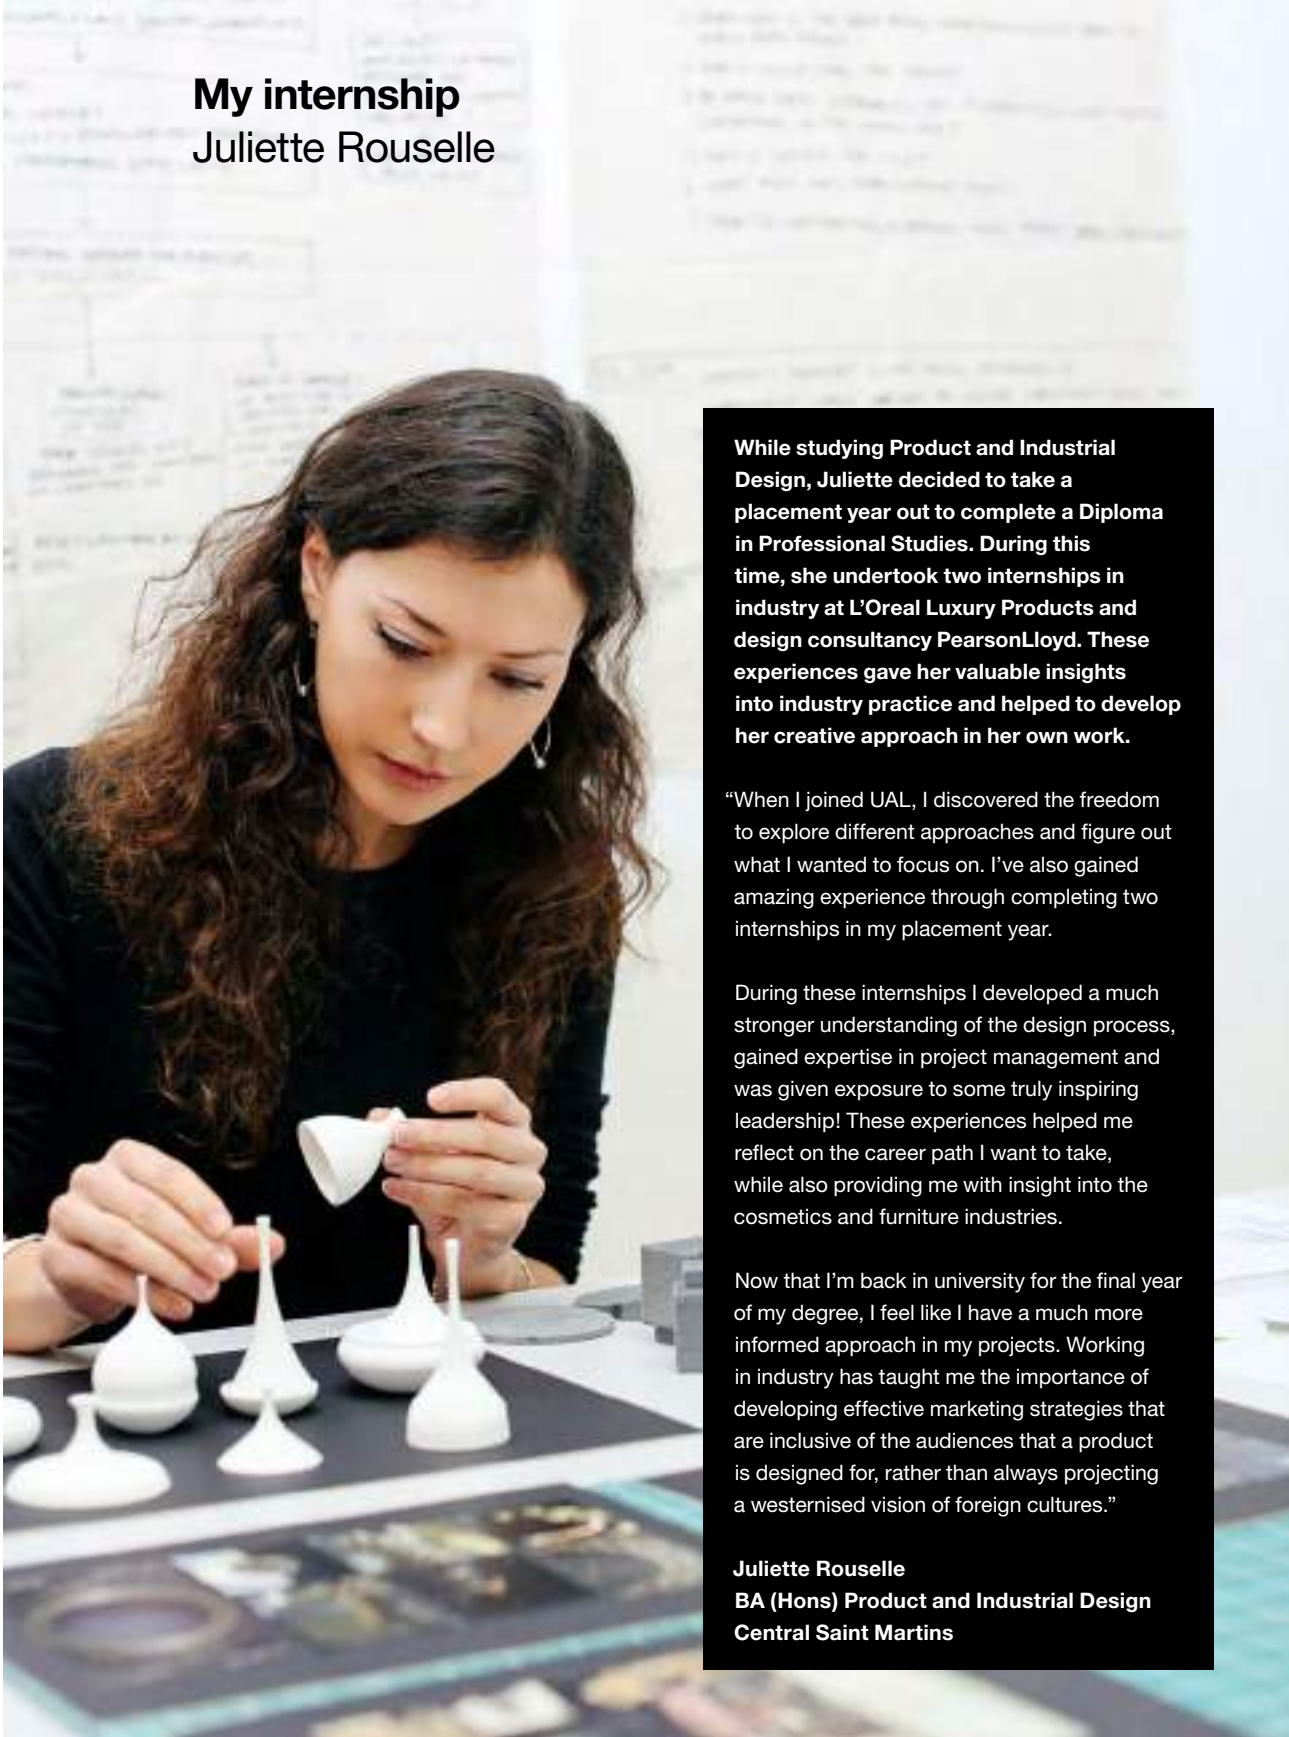 My internship
Juliette Rouselle
While studying Product and Industrial
Design, Juliette decided to take a
placement year out to complete a Diploma
in Professional Studies. During this
time, she undertook two internships in
industry at L’Oreal Luxury Products and
design consultancy PearsonLloyd. These
experiences gave her valuable insights
into industry practice and helped to develop
her creative approach in her own work.
“When I joined UAL, I discovered the freedom
to explore different approaches and figure out
what I wanted to focus on. I’ve also gained
amazing experience through completing two
internships in my placement year.
During these internships I developed a much
stronger understanding of the design process,
gained expertise in project management and
was given exposure to some truly inspiring
leadership! These experiences helped me
reflect on the career path I want to take,
while also providing me with insight into the
cosmetics and furniture industries.
Now that I’m back in university for the final year
of my degree, I feel like I have a much more
informed approach in my projects. Working
in industry has taught me the importance of
developing effective marketing strategies that
are inclusive of the audiences that a product
is designed for, rather than always projecting
a westernised vision of foreign cultures.”
Juliette Rouselle
BA (Hons) Product and Industrial Design
Central Saint Martins